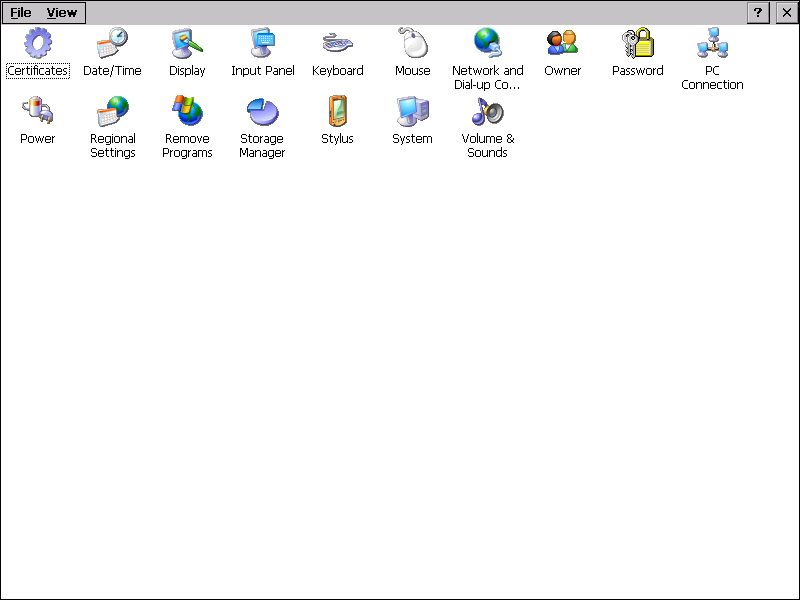 File View ? ×
Certificates Date/Time Display Input Panel Keyboard Mouse Network and Dial-up Co... Owner Password PC Connection
Power Regional Settings Remove Programs Storage Manager Stylus System Volume & Sounds